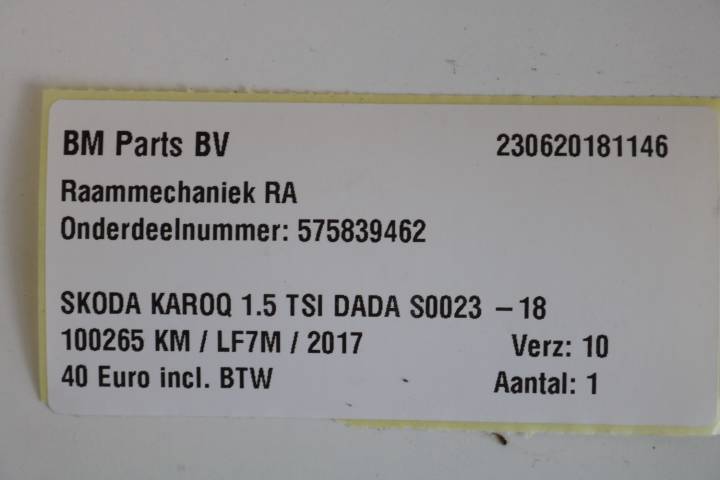 BM Parts BV 230620181146
Raammechaniek RA
Onderdeelnummer: 575839462
SKODA KAROQ 1.5 TSI DADA S0023 – 18
100265 KM / LF7M / 2017 Verz: 10
40 Euro incl. BTW Aantal: 1